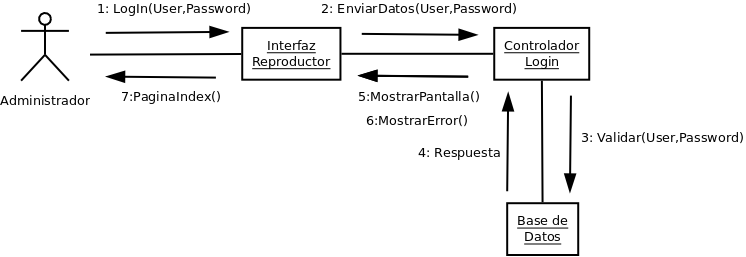 1: LogIn(User,Password)
2: EnviarDatos(User,Password)
Interfaz
Reproductor
Controlador
Login
Administrador
7:PaginaIndex()
5:MostrarPantalla()
6:MostrarError()
3: Validar(User,Password)
4: Respuesta
Base de
Datos